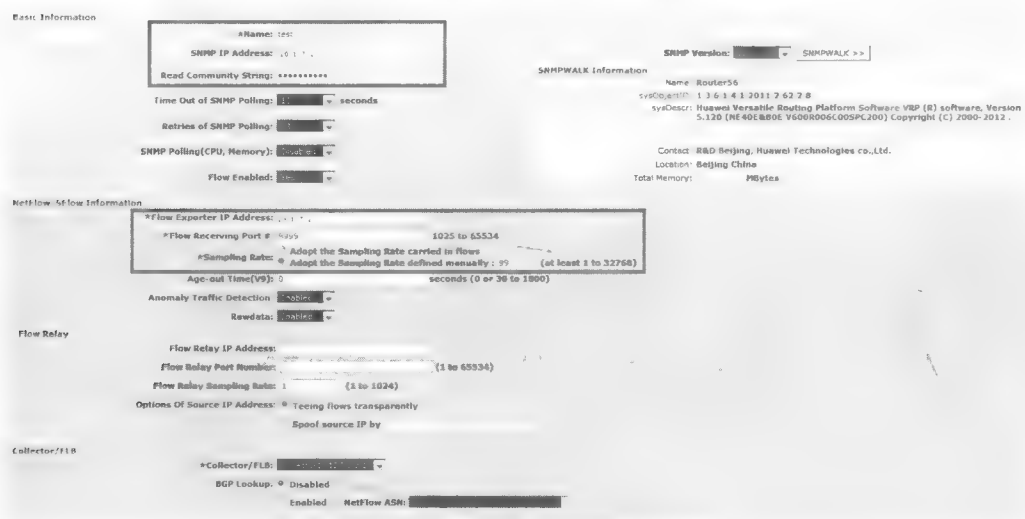 Basic Information
*Name: test
SNMP IP Address:
Read Community String: ••••••••••
Time Out of SNMP Polling: seconds
Retries of SNMP Polling:
SNMP Polling(CPU, Memory): Disabled
Flow Enabled: Yes
SNMP Version: SNMPWALK >>
SNMPWALK Information
Name Router56
sysObjectID: 1 3 6 1 4 1 2011 2 62 2 8
sysDescr: Huawei Versatile Routing Platform Software VRP (R) software, Version
5.120 (NE40E&80E V600R006C00SPC200) Copyright (C) 2000-2012 .
Contact R&D Beijing, Huawei Technologies co.,Ltd.
Location: Beijing China
Total Memory: MBytes
NetFlow, SFlow Information
*Flow Exporter IP Address:
*Flow Receiving Port # 9999 1025 to 65534
*Sampling Rate: Adopt the Sampling Rate carried in flows
Adopt the Sampling Rate defined manually : 99 (at least 1 to 32768)
Age-out Time(V9): 0 seconds (0 or 30 to 1800)
Anomaly Traffic Detection Enabled
Rawdata: Enabled
Flow Relay
Flow Relay IP Address:
Flow Relay Port Number: (1 to 65534)
Flow Relay Sampling Rate: 1 (1 to 1024)
Options Of Source IP Address: Teeing flows transparently
Spoof source IP by
Collector/FLB
*Collector/FLB:
BGP Lookup. Disabled
Enabled NetFlow ASN: